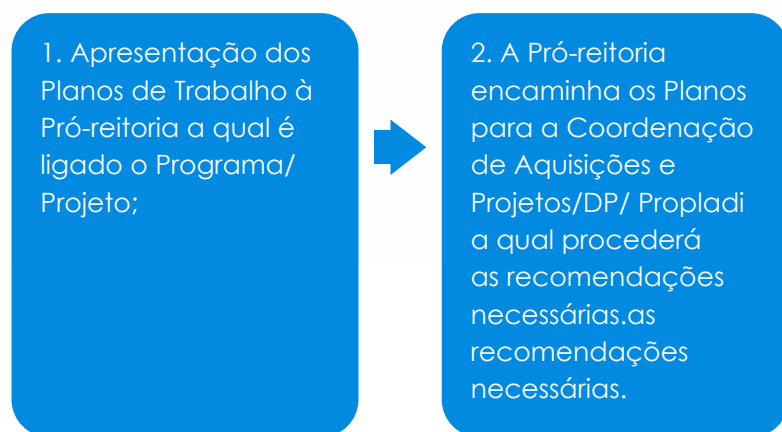 1. Apresentação dos
Planos de Trabalho à
Pró-reitoria a qual é
ligado o Programa/
Projeto;
2. A Pró-reitoria
encaminha os Planos
para a Coordenação
de Aquisições e
Projetos/DP/ Propladi
a qual procederá
as recomendações
necessárias.as
recomendações
necessárias.